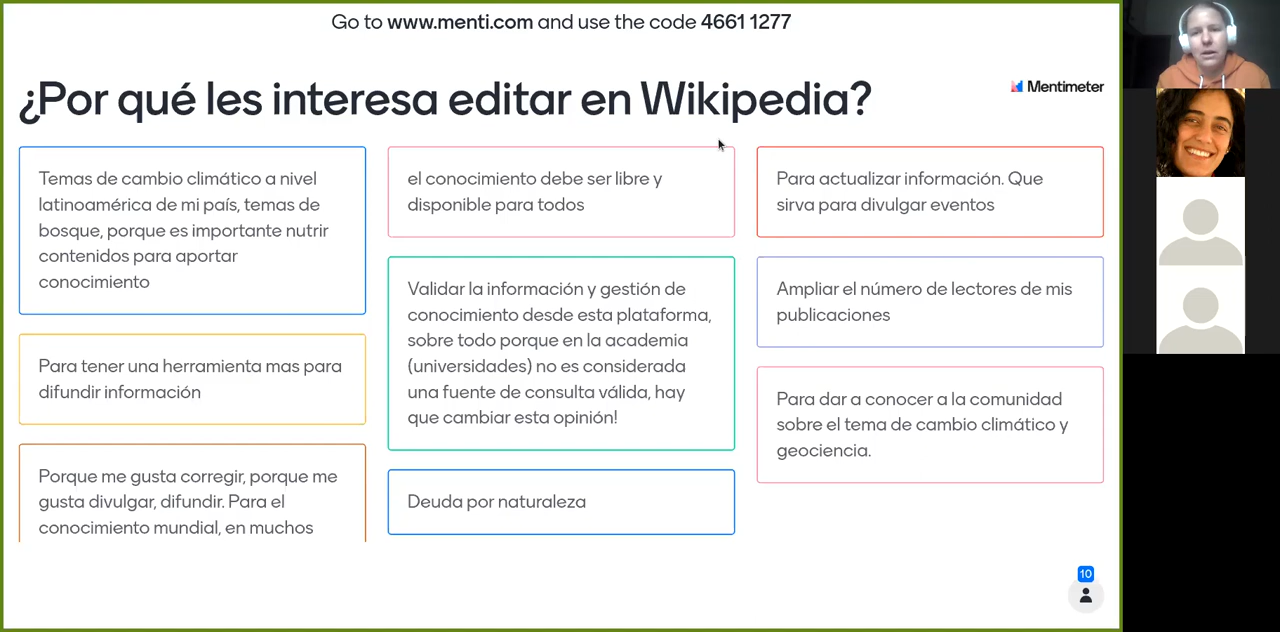 Go to www.menti.com and use the code 4661 1277
¿Por qué les interesa editar en Wikipedia?
Mentimeter
Temas de cambio climático a nivel
latinoamérica de mi país, temas de
bosque, porque es importante nutrir
contenidos para aportar
conocimiento
Para tener una herramienta mas para
difundir información
Porque me gusta corregir, porque me
gusta divulgar, difundir. Para el
conocimiento mundial, en muchos
el conocimiento debe ser libre y
disponible para todos
Validar la información y gestión de
conocimiento desde esta plataforma,
sobre todo porque en la academia
(universidades) no es considerada
una fuente de consulta válida, hay
que cambiar esta opinión!
Deuda por naturaleza
Para actualizar información. Que
sirva para divulgar eventos
Ampliar el número de lectores de mis
publicaciones
Para dar a conocer a la comunidad
sobre el tema de cambio climático y
geociencia.
10